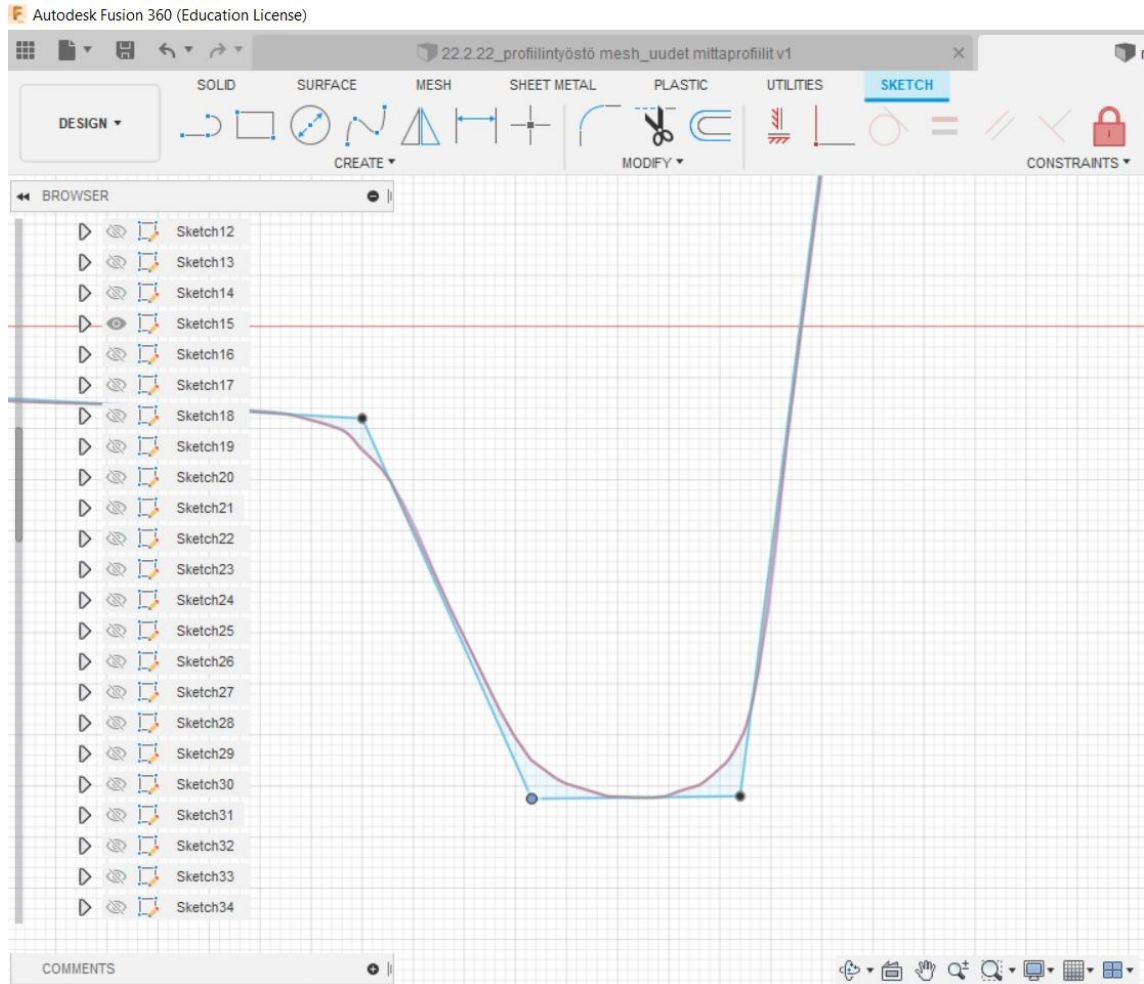 Autodesk Fusion 360 (Education License)
22.2.22_profiilintyöstö mesh_uudet mittaprofiilit v1
SOLID SURFACE MESH SHEET METAL PLASTIC UTILITIES SKETCH
DESIGN
CREATE MODIFY CONSTRAINTS
BROWSER
Sketch12
Sketch13
Sketch14
Sketch15
Sketch16
Sketch17
Sketch18
Sketch19
Sketch20
Sketch21
Sketch22
Sketch23
Sketch24
Sketch25
Sketch26
Sketch27
Sketch28
Sketch29
Sketch30
Sketch31
Sketch32
Sketch33
Sketch34
COMMENTS